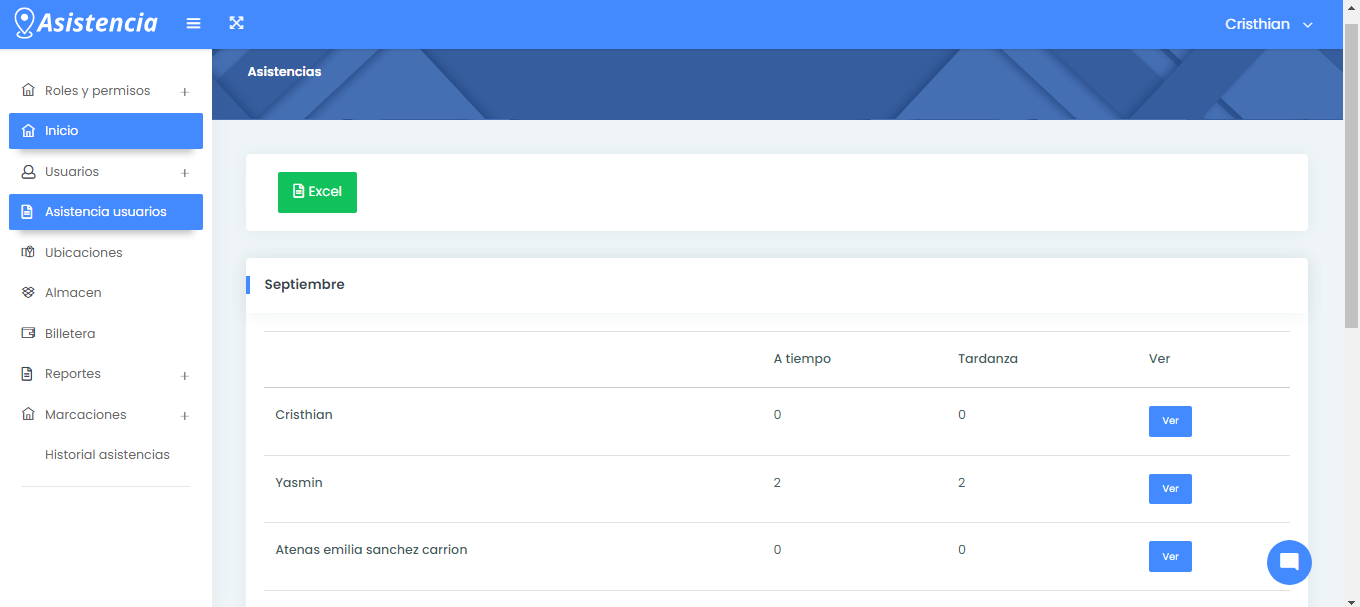 Asistencia
Cristhian
Asistencias
Roles y permisos +
Inicio
Usuarios +
Asistencia usuarios
Ubicaciones
Almacen
Billetera
Reportes +
Marcaciones +
Historial asistencias
Excel
Septiembre
A tiempo Tardanza Ver
Cristhian 0 0 Ver
Yasmin 2 2 Ver
Atenas emilia sanchez carrion 0 0 Ver